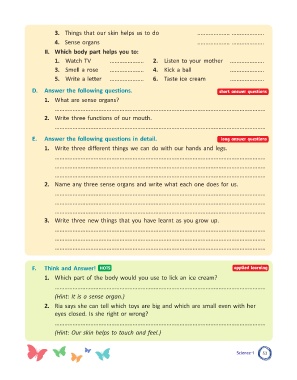 3. Things that our skin helps us to do .................. ..................
4. Sense organs .................. ..................
II. Which body part helps you to:
1. Watch TV .................. 2. Listen to your mother ..................
3. Smell a rose .................. 4. Kick a ball ..................
5. Write a letter .................. 6. Taste ice cream ..................
D. Answer the following questions. short answer questions
1. What are sense organs?
2. Write three functions of our mouth.
E. Answer the following questions in detail. long answer questions
1. Write three different things we can do with our hands and legs.
2. Name any three sense organs and write what each one does for us.
3. Write three new things that you have learnt as you grow up.
F. Think and Answer! HOTS applied learning
1. Which part of the body would you use to lick an ice cream?
(Hint: It is a sense organ.)
2. Ria says she can tell which toys are big and which are small even with her
eyes closed. Is she right or wrong?
(Hint: Our skin helps to touch and feel.)
Science-1